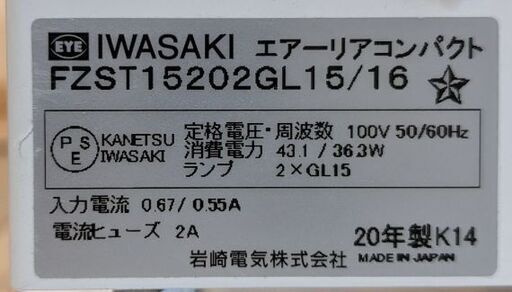 EYE IWASAKI エアーリアコンパクト
FZST15202GL15/16
PSE KANETSU IWASAKI
定格電圧・周波数 100V 50/60Hz
消費電力 43.1 / 36.3W
ランプ 2×GL15
入力電流 0.67/ 0.55A
電流ヒューズ 2A
20年製K14
岩崎電気株式会社 MADE IN JAPAN